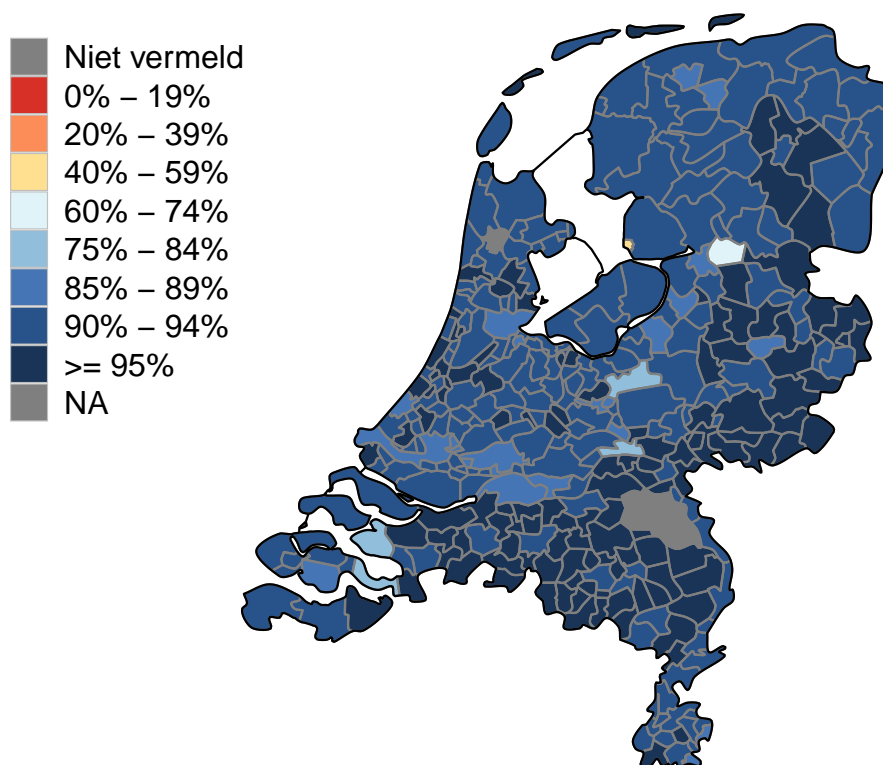 Niet vermeld
0% – 19%
20% – 39%
40% – 59%
60% – 74%
75% – 84%
85% – 89%
90% – 94%
>= 95%
NA